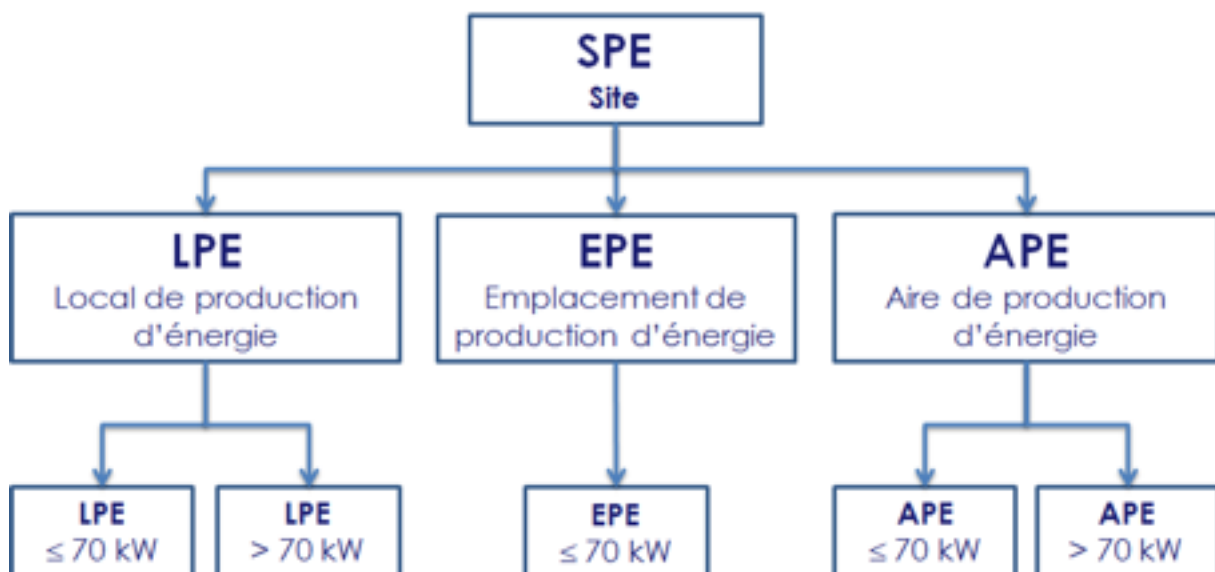 SPE
Site
LPE
Local de production
d'énergie
EPE
Emplacement de
production d'énergie
APE
Aire de production
d'énergie
LPE
≤ 70 kW
LPE
> 70 kW
EPE
≤ 70 kW
APE
≤ 70 kW
APE
> 70 kW